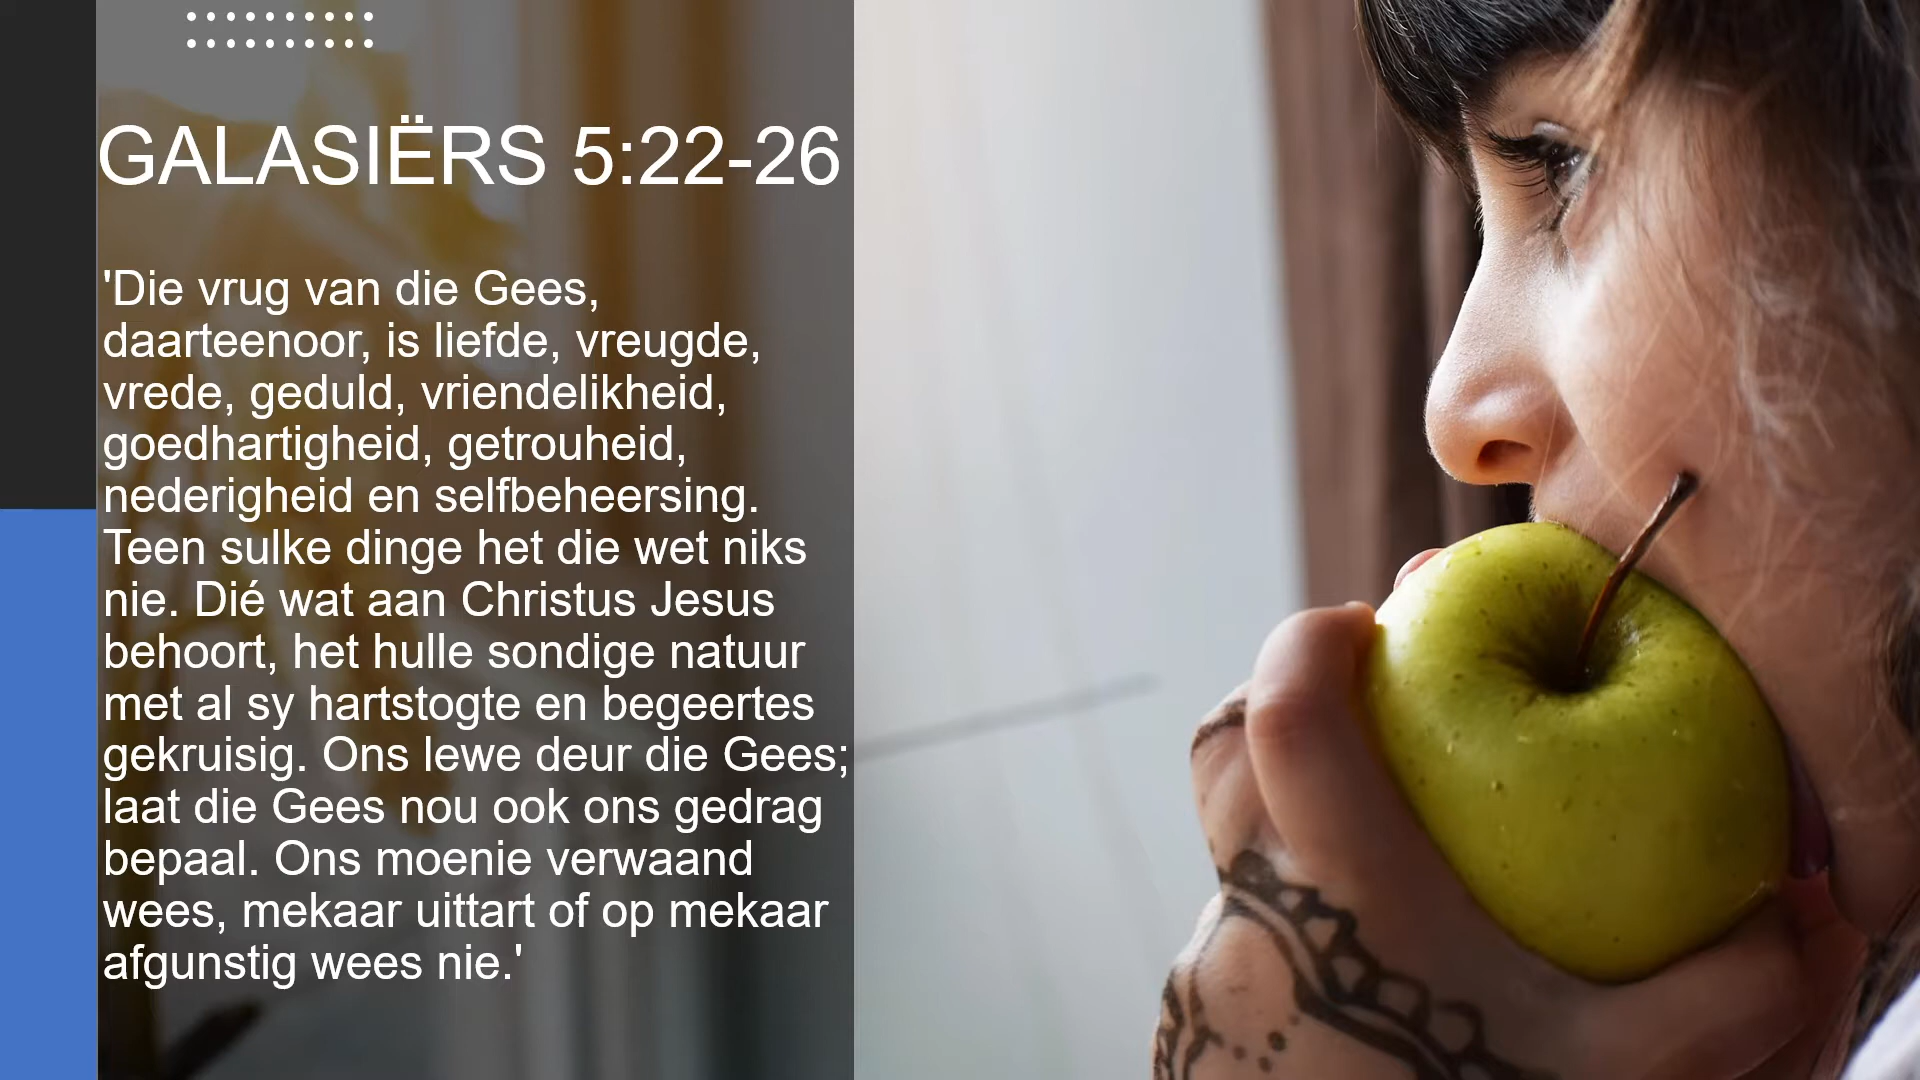 GALASIËRS 5:22-26
'Die vrug van die Gees,
daarteenoor, is liefde, vreugde,
vrede, geduld, vriendelikheid,
goedhartigheid, getrouheid,
nederigheid en selfbeheersing.
Teen sulke dinge het die wet niks
nie. Dié wat aan Christus Jesus
behoort, het hulle sondige natuur
met al sy hartstogte en begeertes
gekruisig. Ons lewe deur die Gees;
laat die Gees nou ook ons gedrag
bepaal. Ons moenie verwaand
wees, mekaar uittart of op mekaar
afgunstig wees nie.'